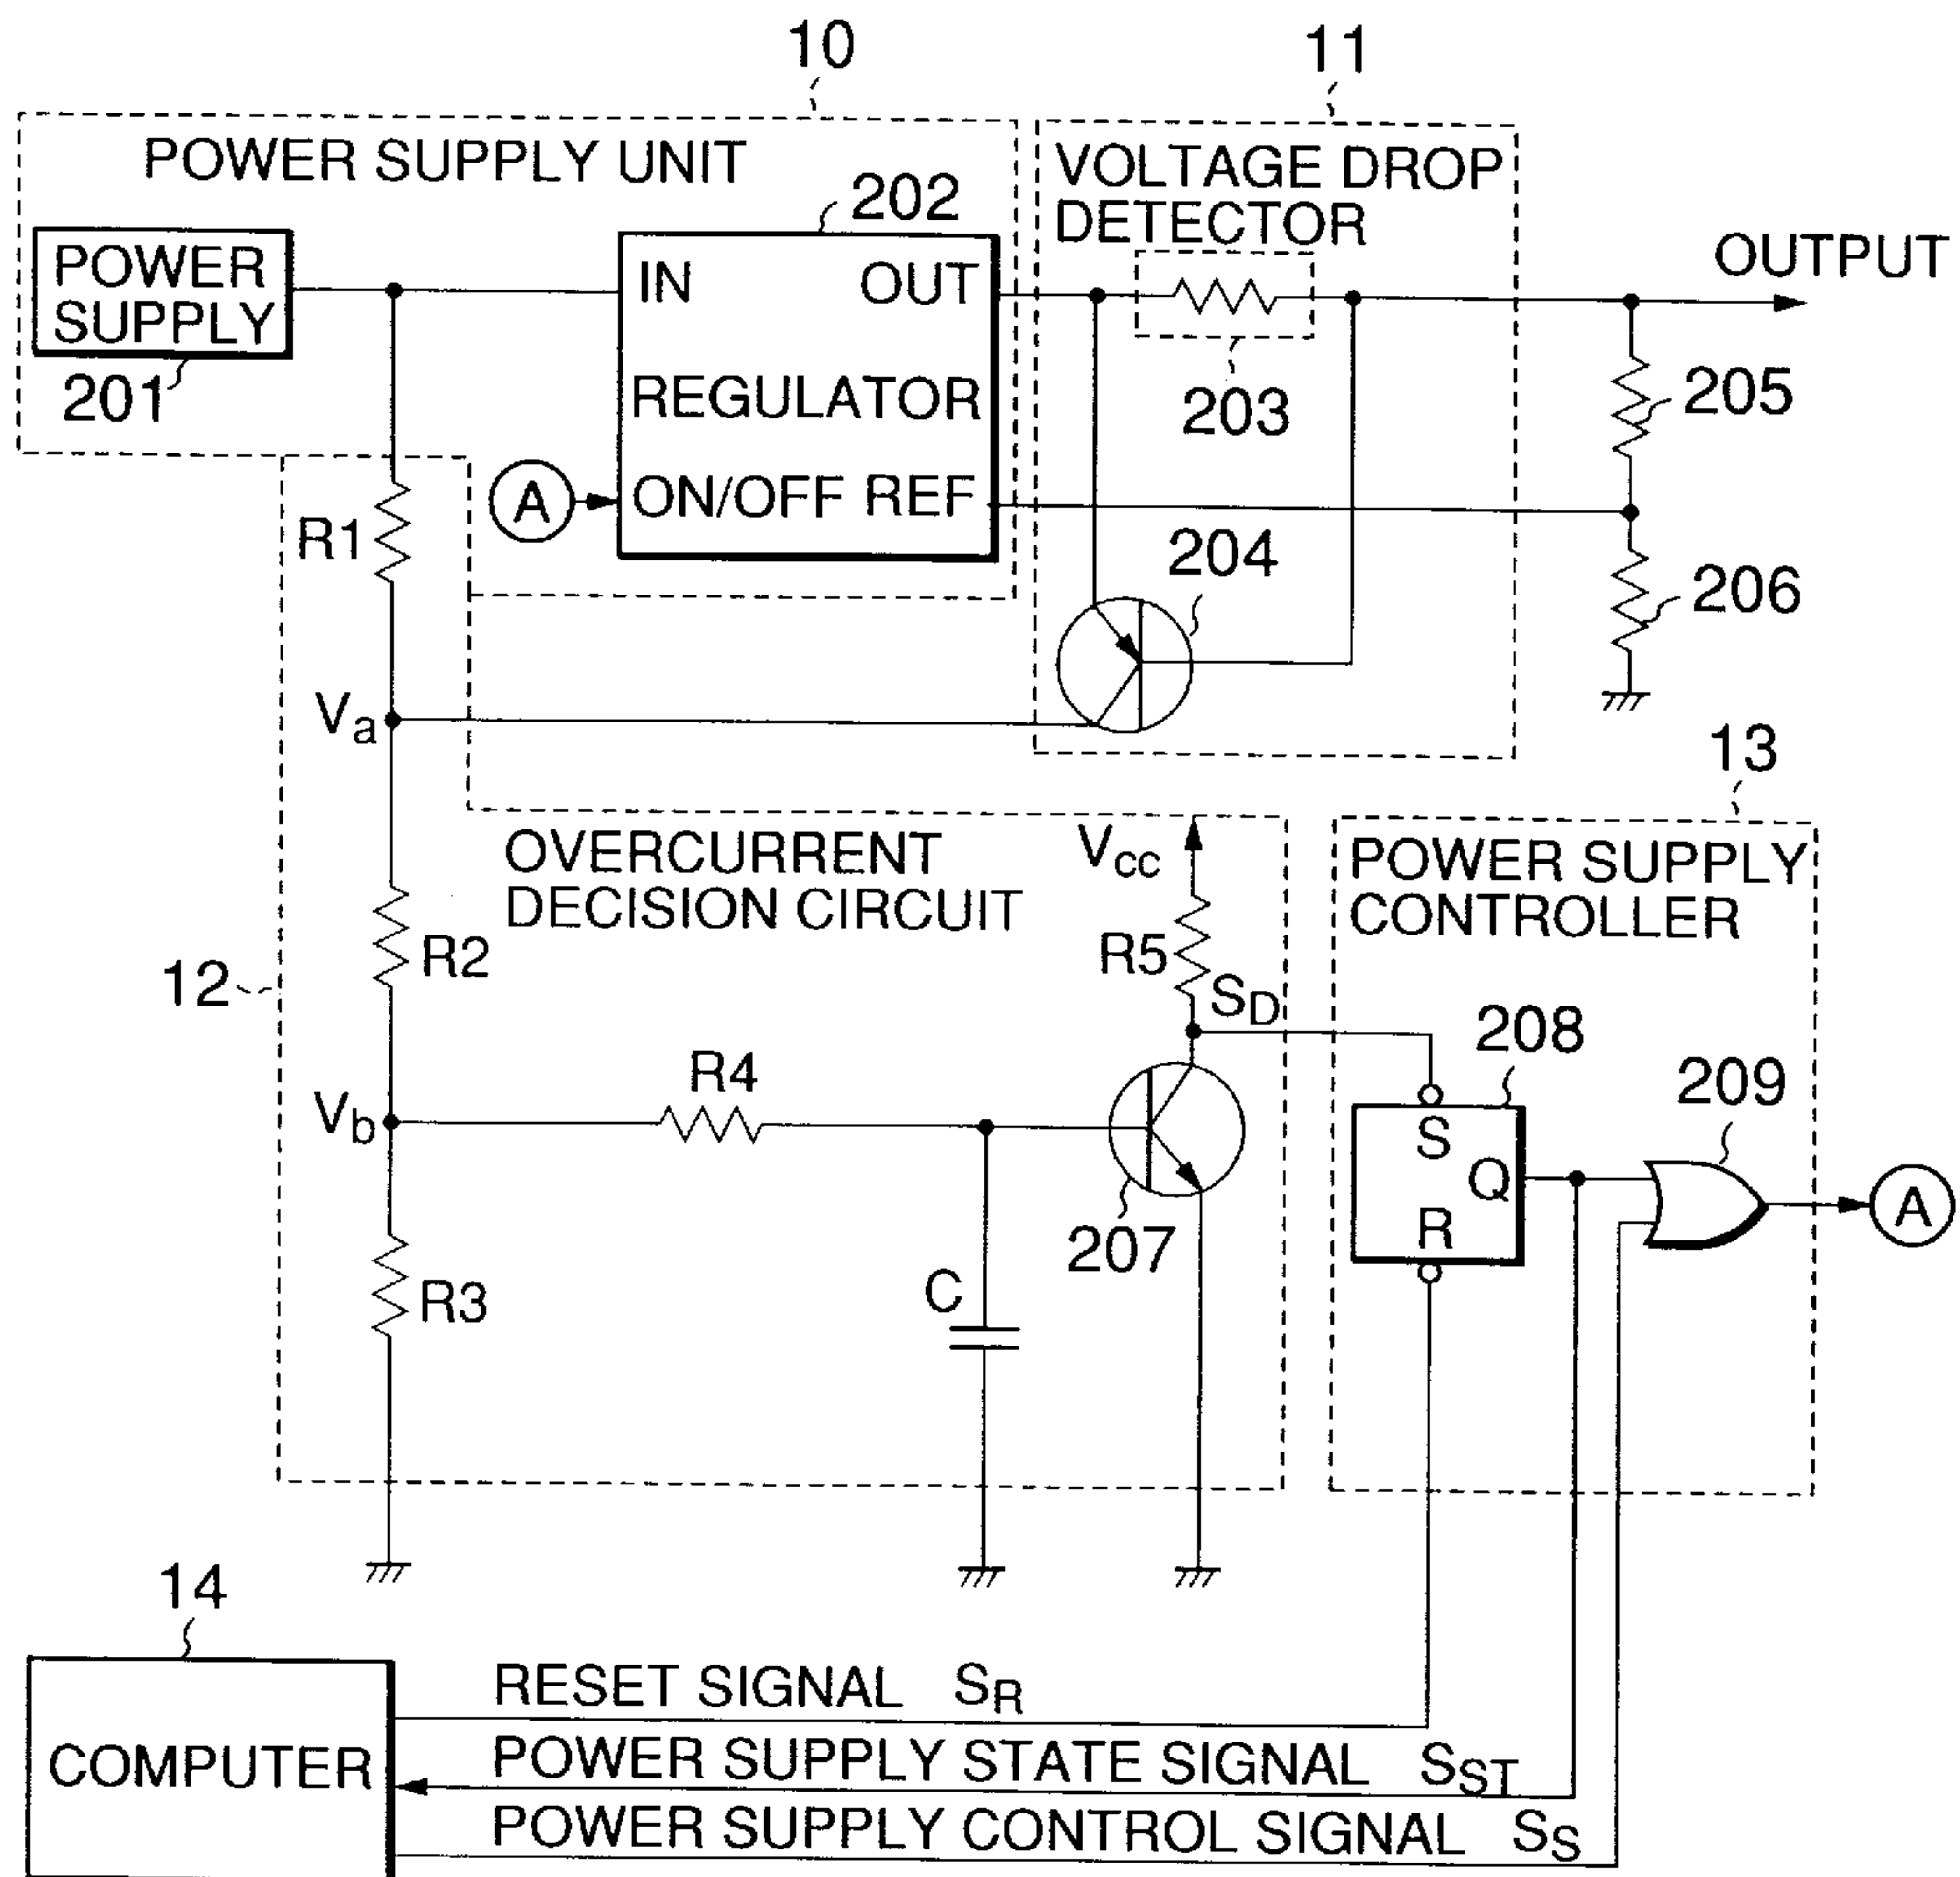 10
11
POWER SUPPLY UNIT
VOLTAGE DROP
DETECTOR
202
POWER
SUPPLY
201
IN OUT
REGULATOR
ON/OFF REF
A
203
OUTPUT
205
R1
204
206
Va
13
OVERCURRENT
DECISION CIRCUIT
Vcc
POWER SUPPLY
CONTROLLER
R2
R5
12
SD
208
209
R4
Vb
S
Q
R
A
207
R3
C
14
COMPUTER
RESET SIGNAL SR
POWER SUPPLY STATE SIGNAL SST
POWER SUPPLY CONTROL SIGNAL SS